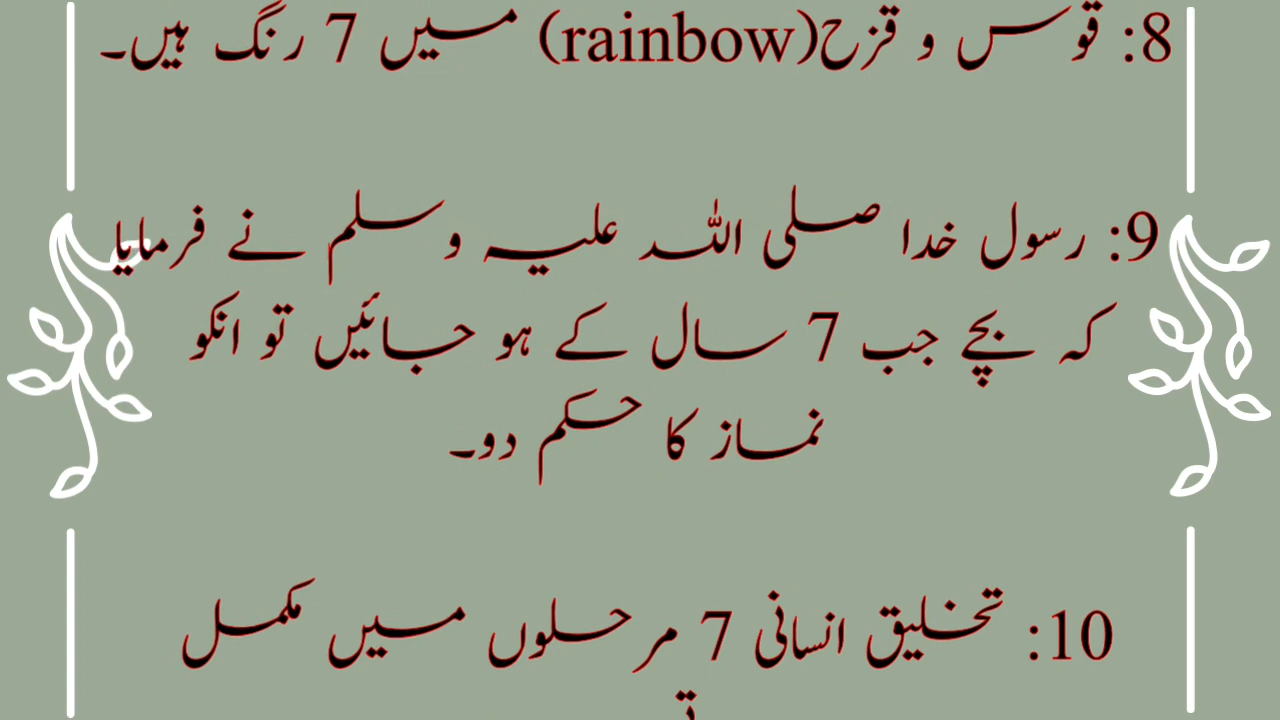 8: قوس و قزح(rainbow) میں 7 رنگ ہیں۔
9: رسول خدا صلی اللہ علیہ وسلم نے فرمایا
کہ بچے جب 7 سال کے ہو جائیں تو انکو
نماز کا حکم دو۔
10: تخلیق انسانی 7 مرحلوں میں مکمل